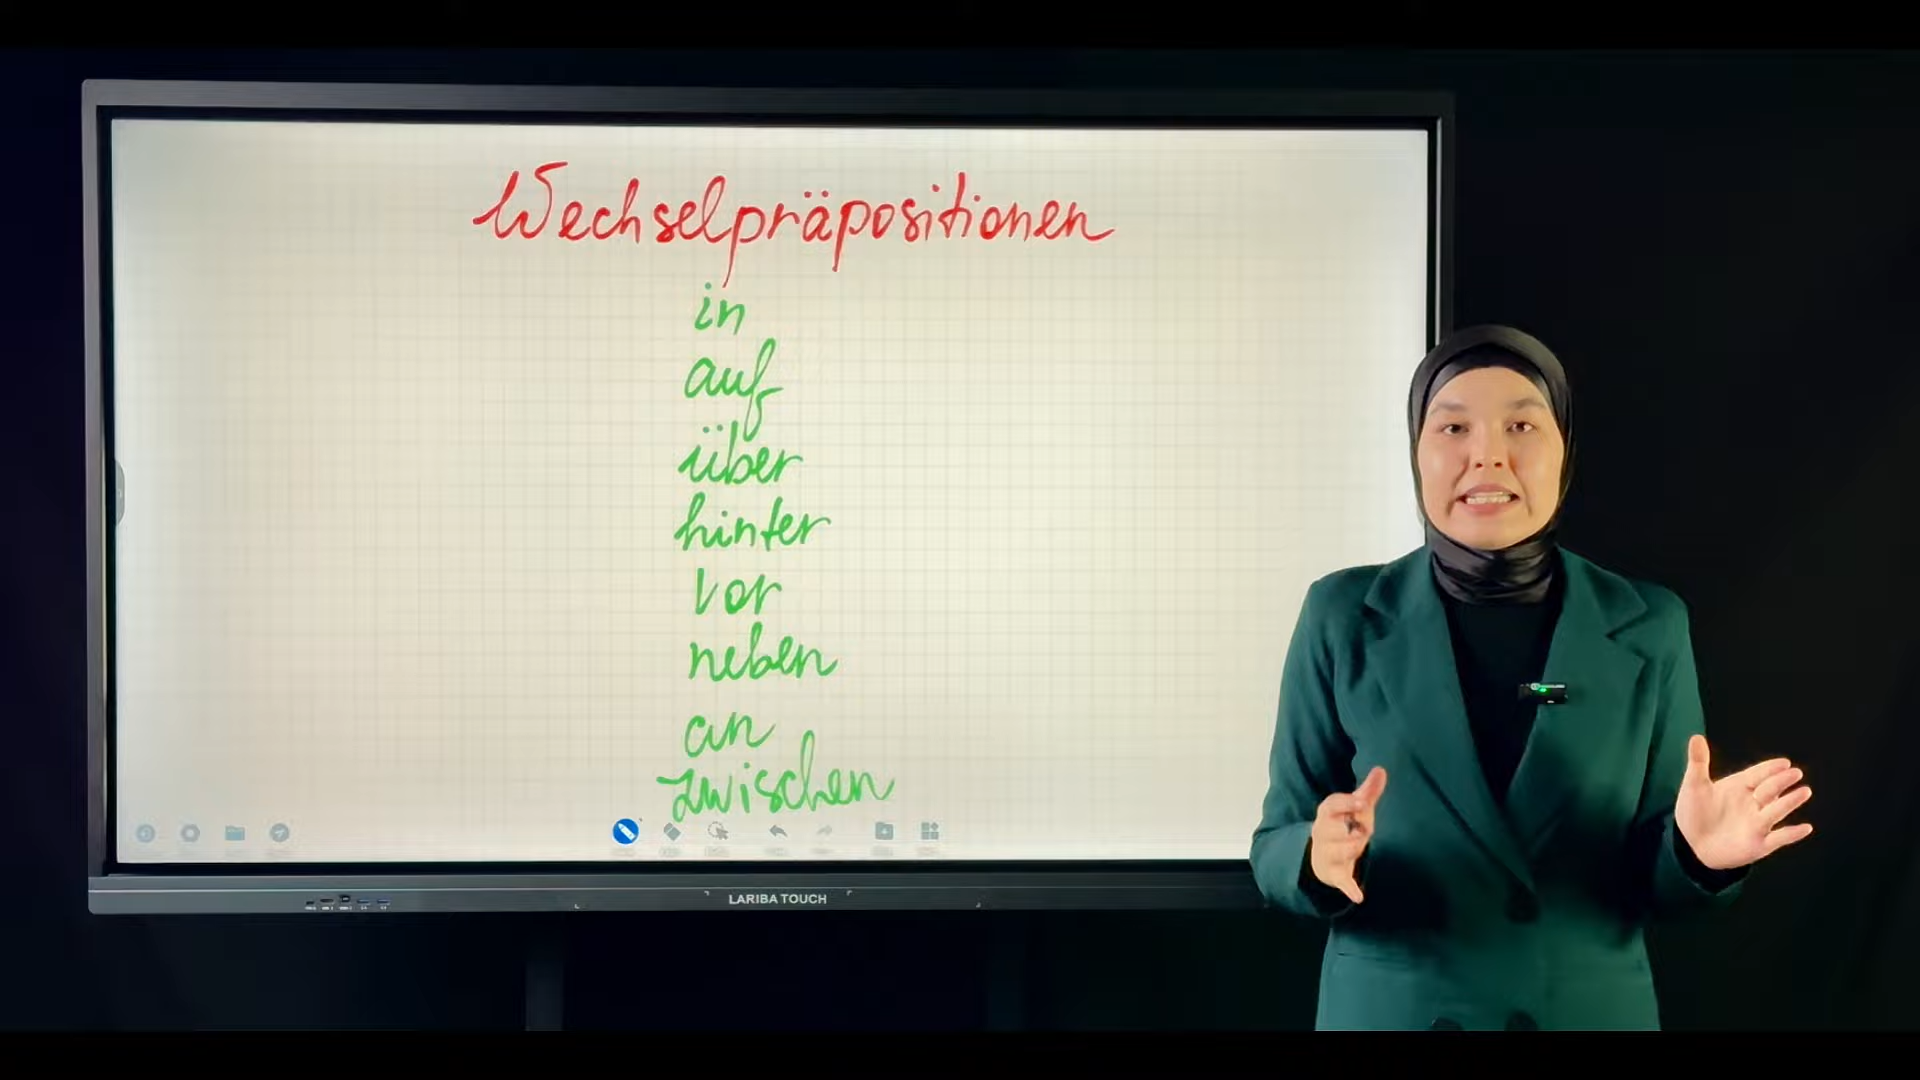 Wechselpräpositionen
in
auf
über
hinter
vor
neben
an
zwischen
LARIBA TOUCH